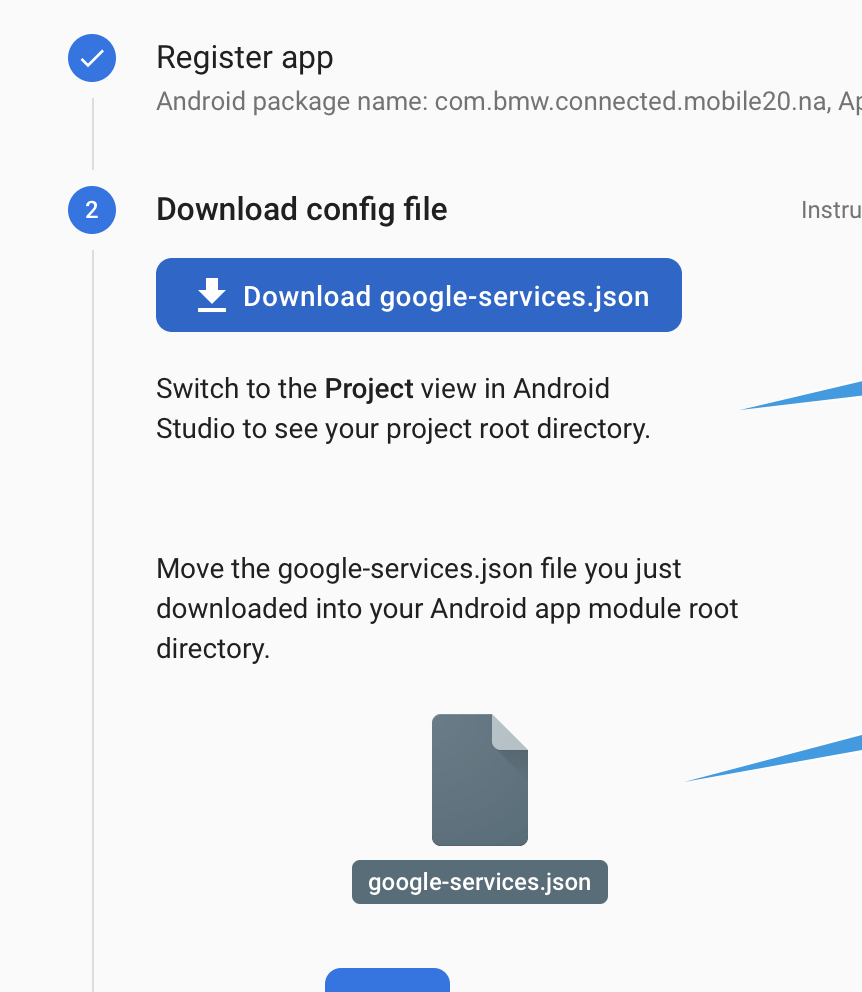 Register app
Android package name: com.bmw.connected.mobile20.na, Ap
2
Download config file
Instru
Download google-services.json
Switch to the Project view in Android
Studio to see your project root directory.
Move the google-services.json file you just
downloaded into your Android app module root
directory.
google-services.json